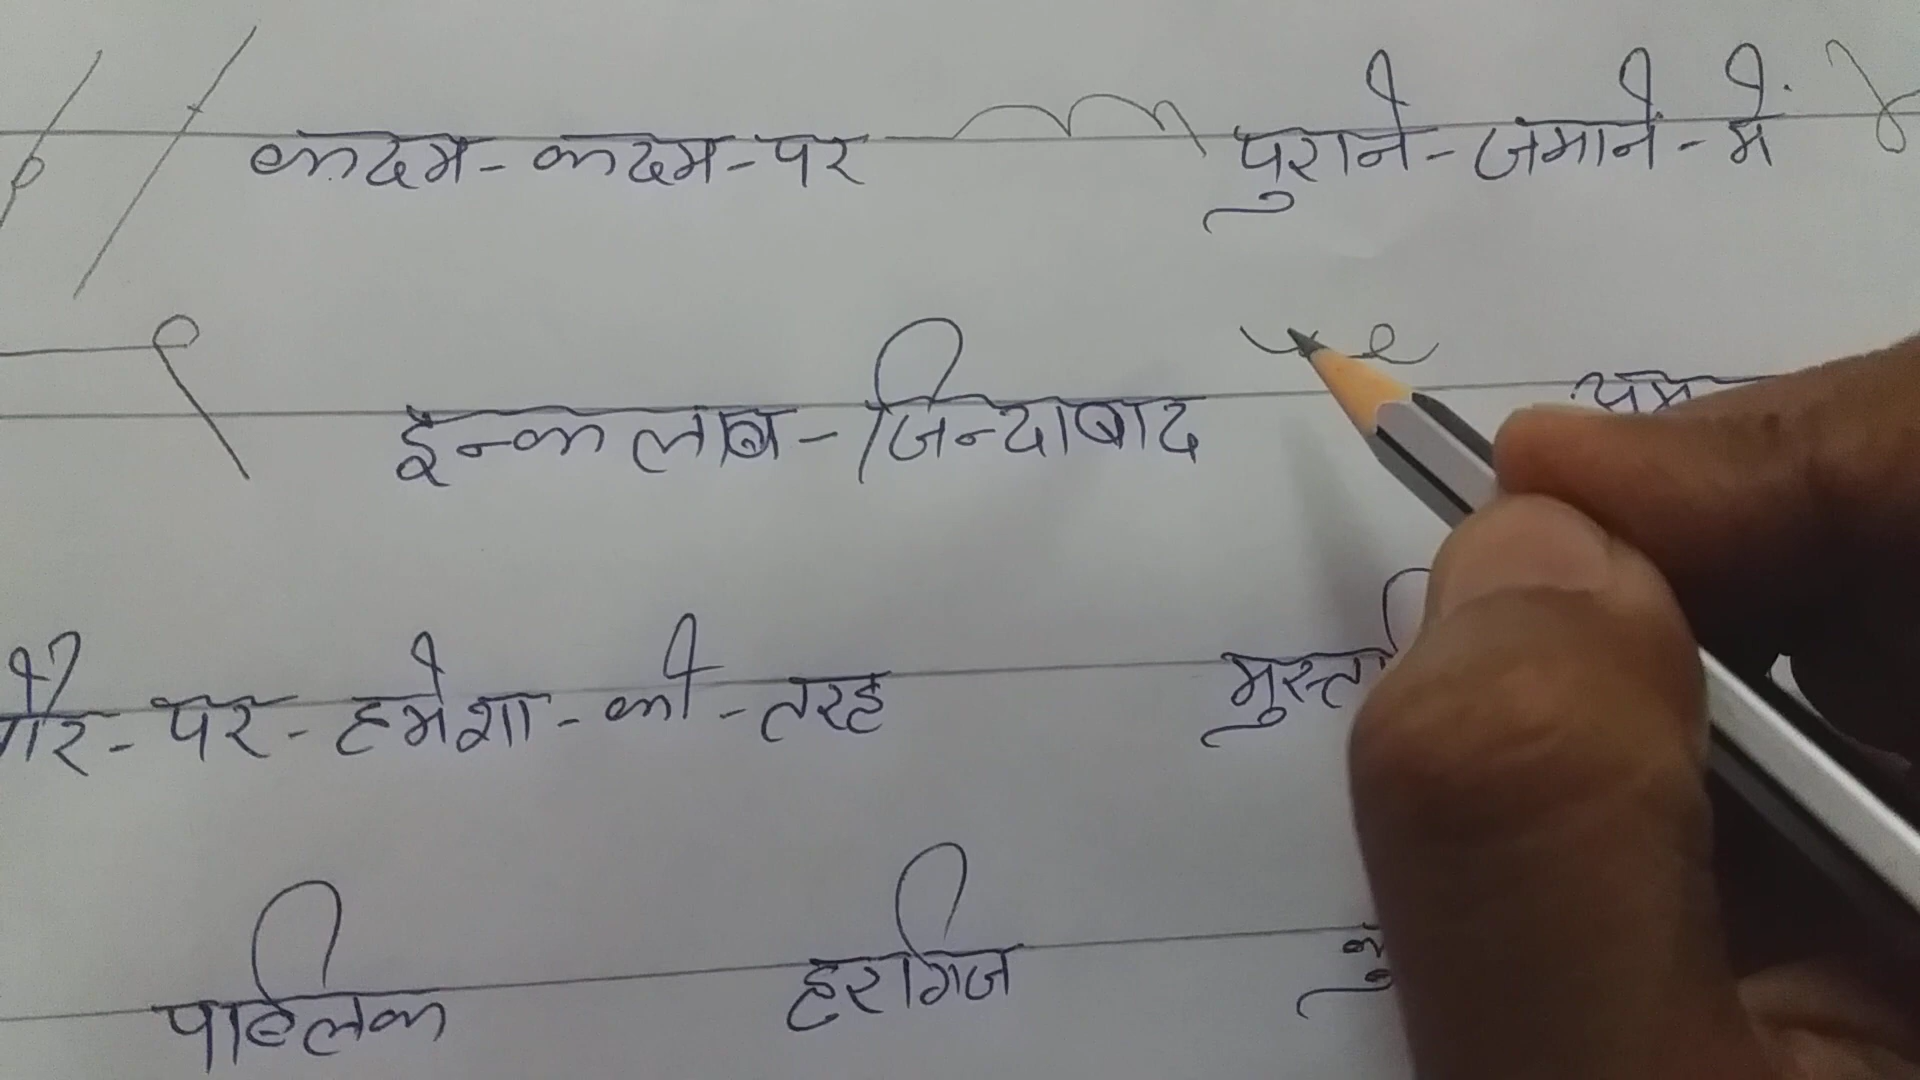 कदम-कदम-पर पुराने-जमाने-में
इन्कलाब-जिन्दाबाद
पर-हमेशा-की-तरह
पब्लिक हरगिज